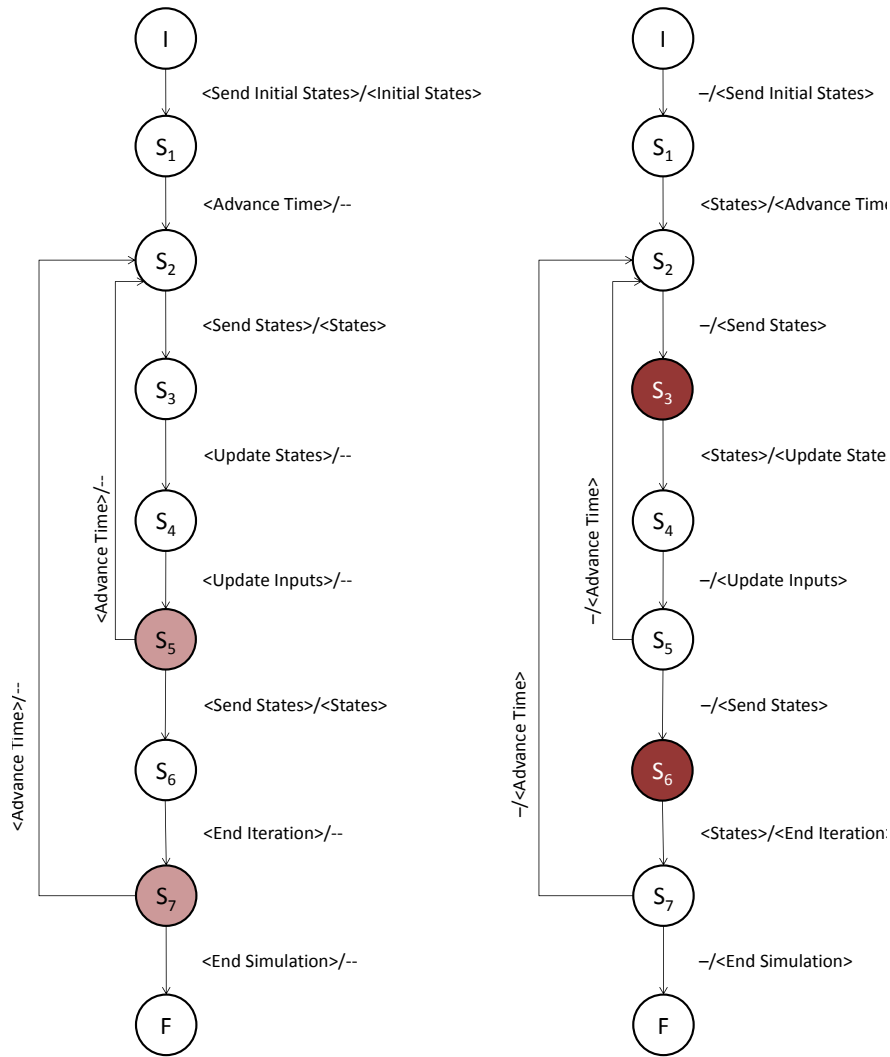 I
<Send Initial States>/<Initial States>
S1
<Advance Time>/--
S2
<Send States>/<States>
S3
<Update States>/--
S4
<Update Inputs>/--
S5
<Send States>/<States>
S6
<End Iteration>/--
S7
<End Simulation>/--
F
<Advance Time>/--
<Advance Time>/--
I
–/<Send Initial States>
S1
<States>/<Advance Time
S2
–/<Send States>
S3
<States>/<Update State
S4
–/<Update Inputs>
S5
–/<Send States>
S6
<States>/<End Iteration>
S7
–/<End Simulation>
F
–/<Advance Time>
–/<Advance Time>